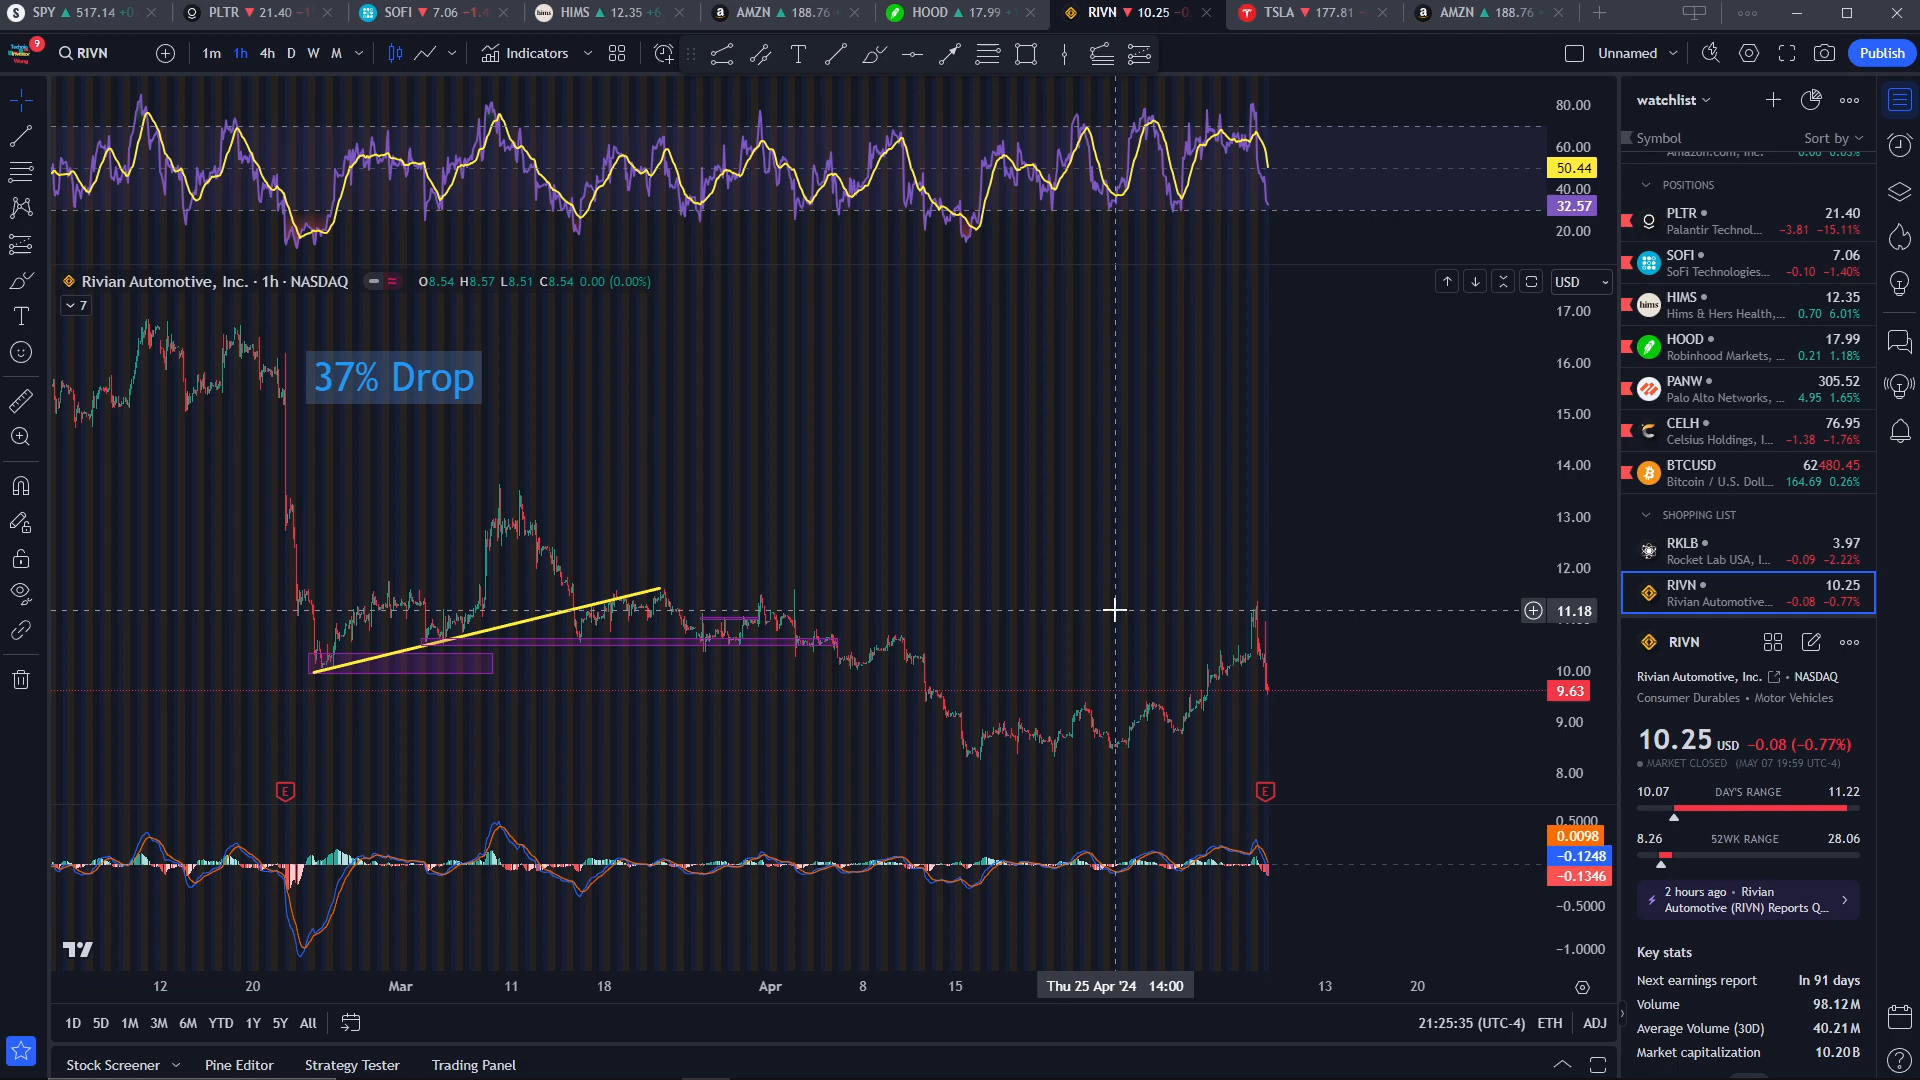 SPY 517.14 +0
PLTR 21.40 −1
SOFI 7.06 −1.4
HIMS 12.35 +6
AMZN 188.76
HOOD 17.99 +1
RIVN 10.25 −0
TSLA 177.81 −
AMZN 188.76
9
RIVN
1m 1h 4h D W M
Indicators
Unnamed
Publish
Rivian Automotive, Inc. · 1h · NASDAQ
O8.54 H8.57 L8.51 C8.54 0.00 (0.00%)
USD
7
37% Drop
80.00
60.00
50.44
40.00
32.57
20.00
17.00
16.00
15.00
14.00
13.00
12.00
11.18
10.00
9.63
9.00
8.00
E
E
0.5000
0.0098
−0.1248
−0.1346
−0.5000
−1.0000
12 20 Mar 11 18 Apr 8 15 Thu 25 Apr '24 14:00 13 20
1D 5D 1M 3M 6M YTD 1Y 5Y All
21:25:35 (UTC-4) ETH ADJ
Stock Screener Pine Editor Strategy Tester Trading Panel
watchlist
Symbol Sort by
Amazon.com, Inc. 0.06 0.03%
POSITIONS
PLTR 21.40
Palantir Technol... −3.81 −15.11%
SOFI 7.06
SoFi Technologies... −0.10 −1.40%
HIMS 12.35
Hims & Hers Health,... 0.70 6.01%
HOOD 17.99
Robinhood Markets, ... 0.21 1.18%
PANW 305.52
Palo Alto Networks, ... 4.95 1.65%
CELH 76.95
Celsius Holdings, I... −1.38 −1.76%
BTCUSD 62480.45
Bitcoin / U.S. Doll... 164.69 0.26%
SHOPPING LIST
RKLB 3.97
Rocket Lab USA, I... −0.09 −2.22%
RIVN 10.25
Rivian Automotive... −0.08 −0.77%
RIVN
Rivian Automotive, Inc. • NASDAQ
Consumer Durables • Motor Vehicles
10.25 USD −0.08 (−0.77%)
MARKET CLOSED (MAY 07 19:59 UTC-4)
10.07 DAY'S RANGE 11.22
8.26 52WK RANGE 28.06
2 hours ago • Rivian
Automotive (RIVN) Reports Q...
Key stats
Next earnings report In 91 days
Volume 98.12M
Average Volume (30D) 40.21M
Market capitalization 10.20B